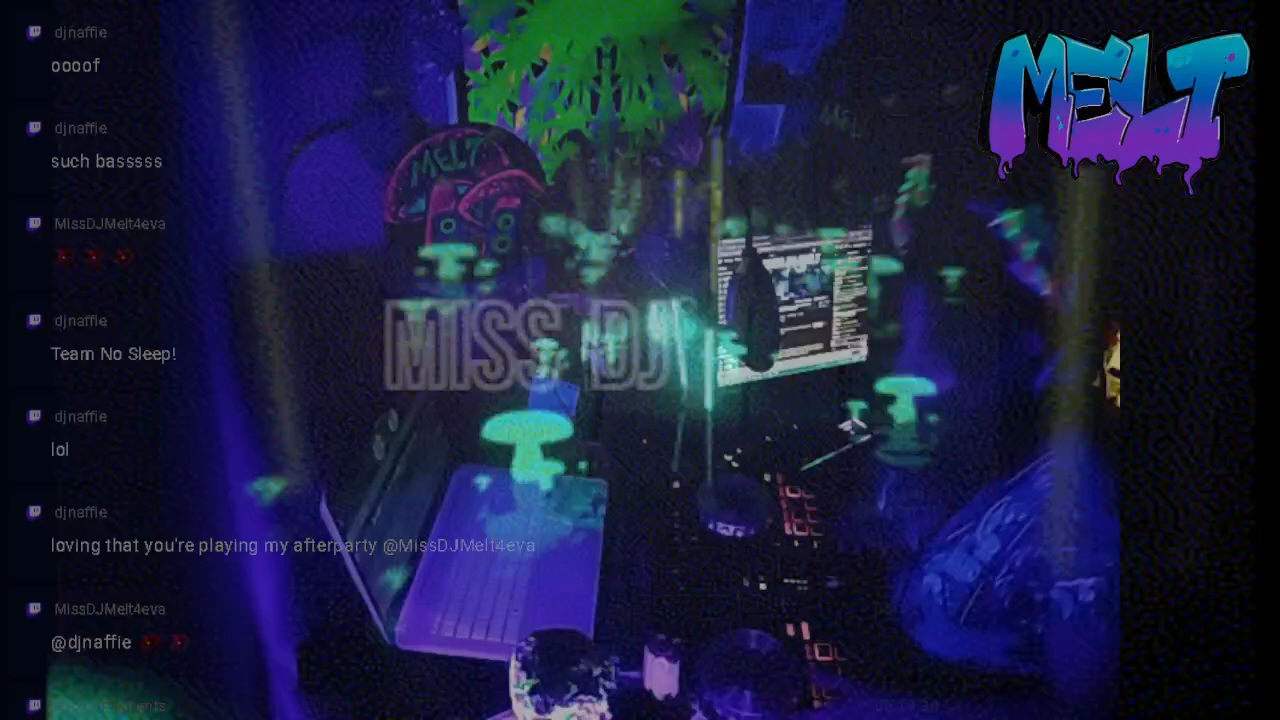 djnaffie
oooof
djnaffie
such basssss
MissDJMelt4eva
djnaffie
Team No Sleep!
djnaffie
lol
djnaffie
loving that you're playing my afterparty @MissDJMelt4eva
MissDJMelt4eva
@djnaffie
MELT
MELT
MISS DJ